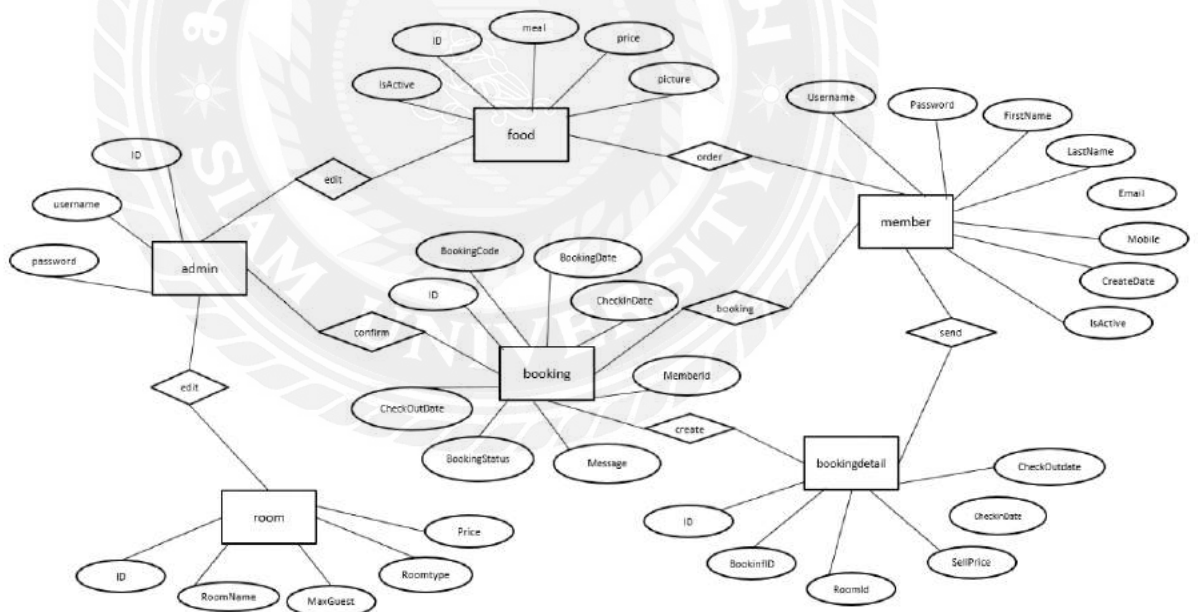 meal
ID
price
IsActive
picture
food
Username
Password
FirstName
LastName
Email
Mobile
CreateDate
IsActive
member
order
edit
ID
username
password
admin
BookingCode
BookingDate
ID
CheckInDate
booking
confirm
booking
send
edit
MemberId
CheckOutDate
BookingStatus
Message
create
bookingdetail
CheckOutdate
CheckInDate
ID
BookinfID
RoomId
SellPrice
room
Price
Roomtype
ID
RoomName
MaxGuest
SIAM UNIVERSITY